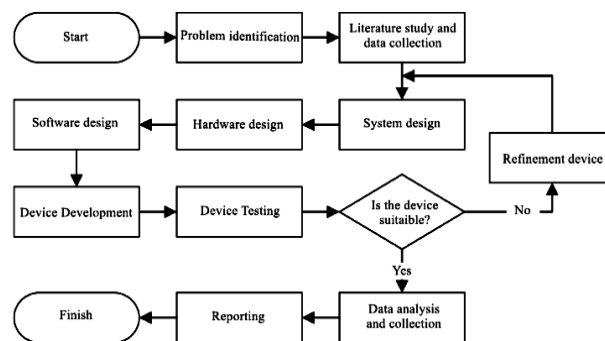 Start
Problem identification
Literature study and
data collection
Software design
Hardware design
System design
Refinement device
Device Development
Device Testing
Is the device
suitaible?
No
Yes
Finish
Reporting
Data analysis
and collection